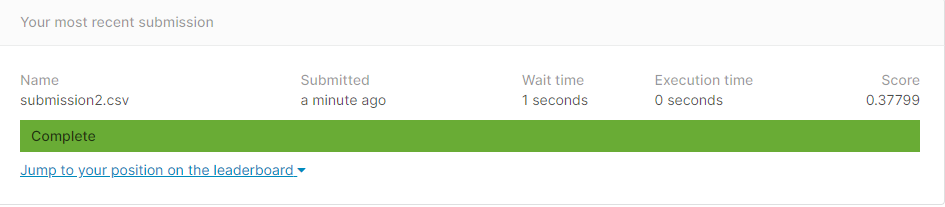 Your most recent submission
Name Submitted Wait time Execution time Score
submission2.csv a minute ago 1 seconds 0 seconds 0.37799
Complete
Jump to your position on the leaderboard